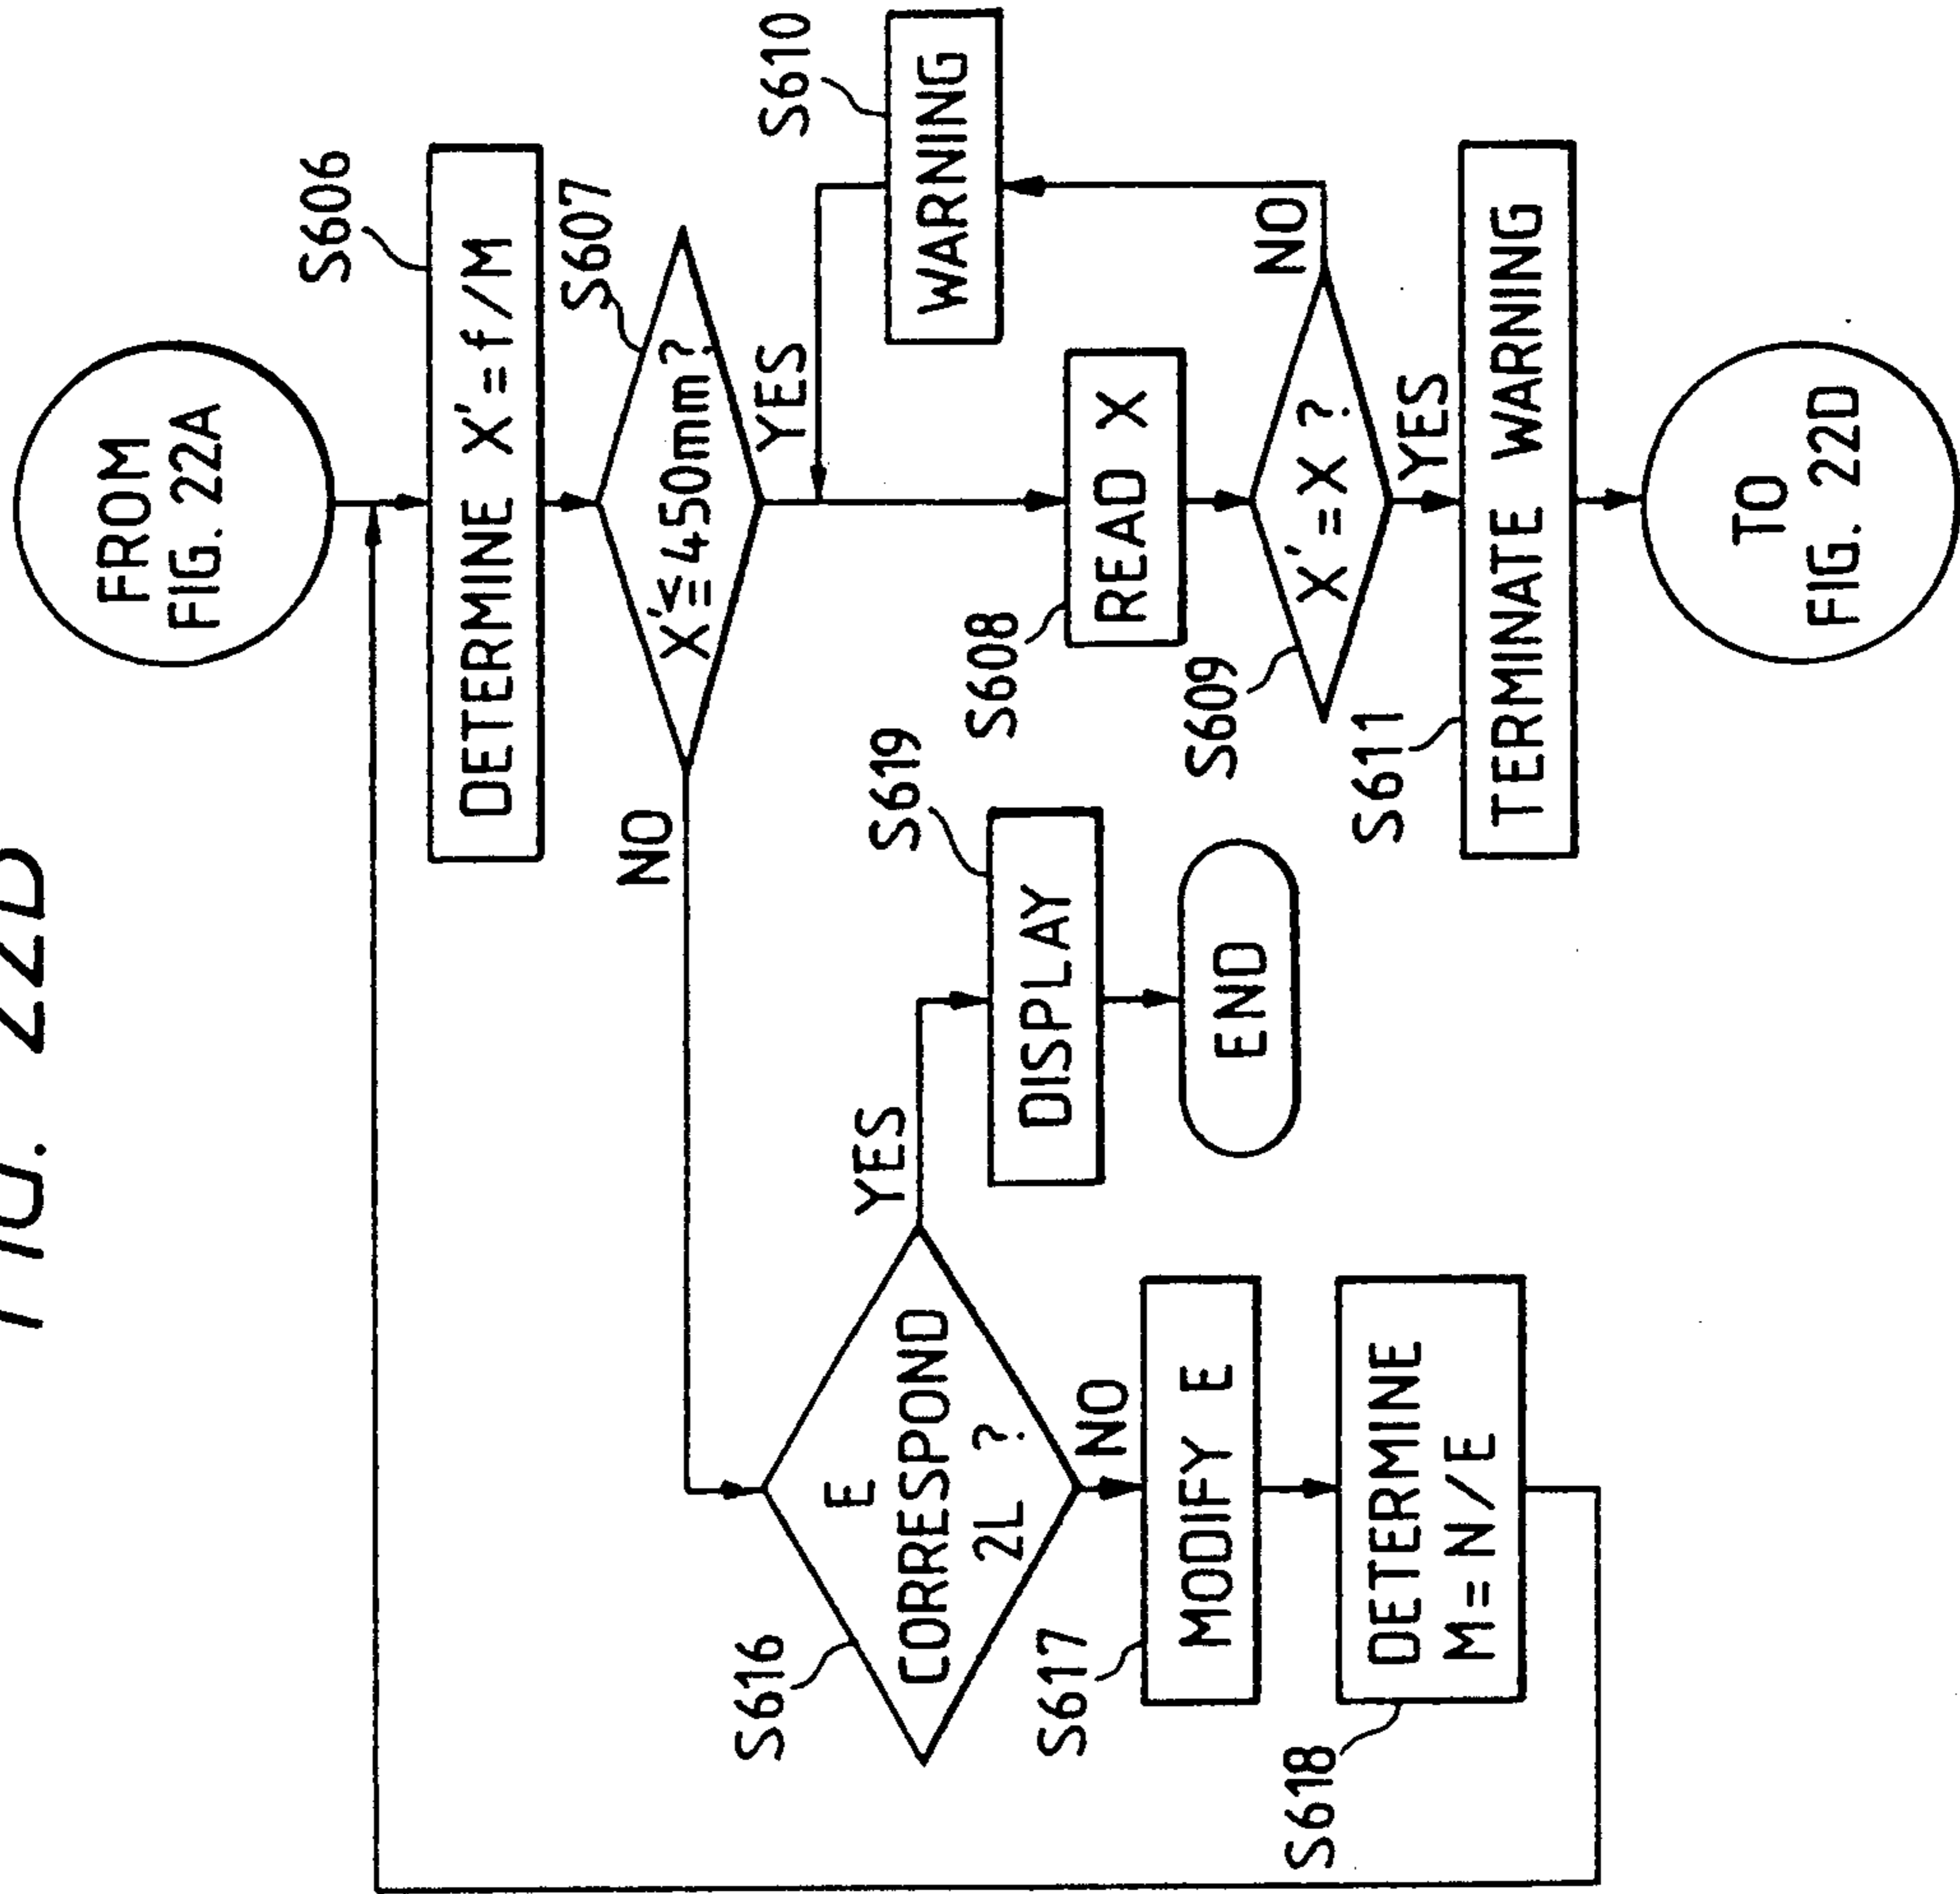 FIG. 22B
FROM
FIG. 22A
S606
DETERMINE X'=f/M
S607
X'≦450mm?
NO
YES
S610
WARNING
S608
READ X
S609
X'=X ?
NO
YES
S611
TERMINATE WARNING
TO
FIG. 22D
S616
E
CORRESPOND
2L ?
YES
NO
S619
DISPLAY
END
S617
MODIFY E
S618
DETERMINE
M=N/E